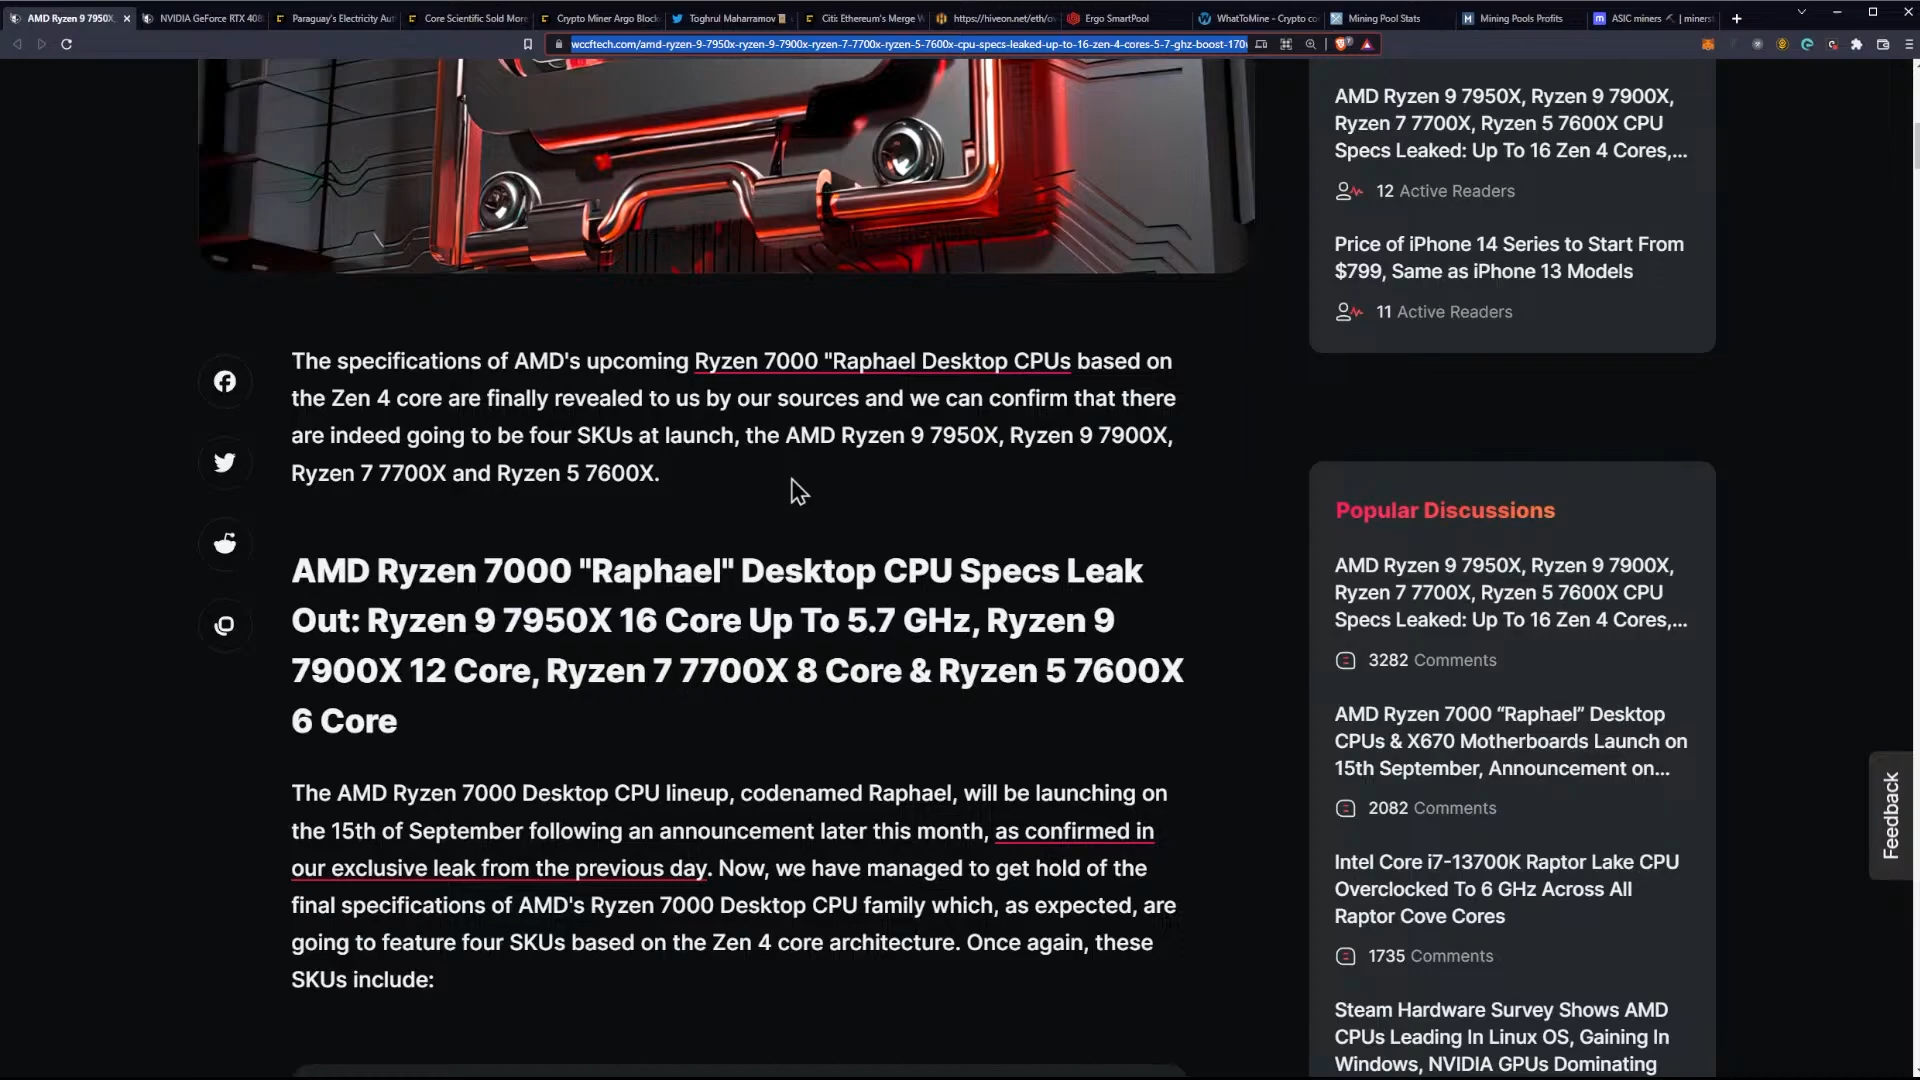 AMD Ryzen 9 7950X,
NVIDIA GeForce RTX 408
Paraguay's Electricity Au
Core Scientific Sold More
Crypto Miner Argo Block
Toghrul Maharramov
Citi: Ethereum's Merge W
https://hiveon.net/eth/ov
Ergo SmartPool
WhatToMine - Crypto co
Mining Pool Stats
Mining Pools Profits
ASIC miners | miners
wccftech.com/amd-ryzen-9-7950x-ryzen-9-7900x-ryzen-7-7700x-ryzen-5-7600x-cpu-specs-leaked-up-to-16-zen-4-cores-5-7-ghz-boost-170w
The specifications of AMD's upcoming Ryzen 7000 "Raphael Desktop CPUs based on
the Zen 4 core are finally revealed to us by our sources and we can confirm that there
are indeed going to be four SKUs at launch, the AMD Ryzen 9 7950X, Ryzen 9 7900X,
Ryzen 7 7700X and Ryzen 5 7600X.
AMD Ryzen 7000 "Raphael" Desktop CPU Specs Leak
Out: Ryzen 9 7950X 16 Core Up To 5.7 GHz, Ryzen 9
7900X 12 Core, Ryzen 7 7700X 8 Core & Ryzen 5 7600X
6 Core
The AMD Ryzen 7000 Desktop CPU lineup, codenamed Raphael, will be launching on
the 15th of September following an announcement later this month, as confirmed in
our exclusive leak from the previous day. Now, we have managed to get hold of the
final specifications of AMD's Ryzen 7000 Desktop CPU family which, as expected, are
going to feature four SKUs based on the Zen 4 core architecture. Once again, these
SKUs include:
AMD Ryzen 9 7950X, Ryzen 9 7900X,
Ryzen 7 7700X, Ryzen 5 7600X CPU
Specs Leaked: Up To 16 Zen 4 Cores,...
12 Active Readers
Price of iPhone 14 Series to Start From
$799, Same as iPhone 13 Models
11 Active Readers
Popular Discussions
AMD Ryzen 9 7950X, Ryzen 9 7900X,
Ryzen 7 7700X, Ryzen 5 7600X CPU
Specs Leaked: Up To 16 Zen 4 Cores,...
3282 Comments
AMD Ryzen 7000 “Raphael” Desktop
CPUs & X670 Motherboards Launch on
15th September, Announcement on...
2082 Comments
Intel Core i7-13700K Raptor Lake CPU
Overclocked To 6 GHz Across All
Raptor Cove Cores
1735 Comments
Steam Hardware Survey Shows AMD
CPUs Leading In Linux OS, Gaining In
Windows, NVIDIA GPUs Dominating
Feedback